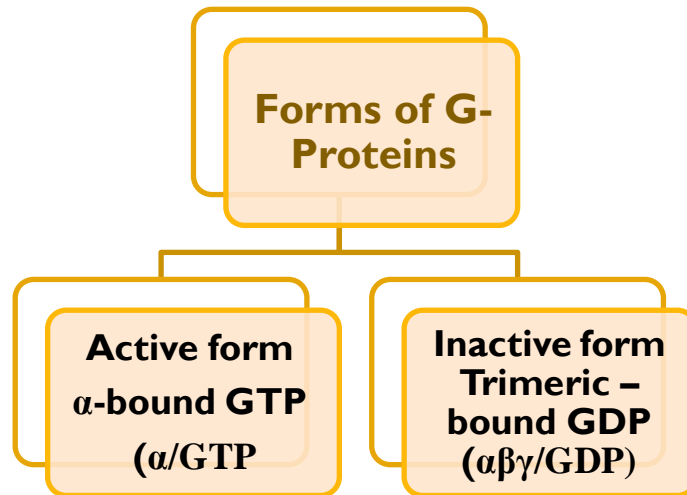 Forms of G-
Proteins
Active form
α-bound GTP
(α/GTP
Inactive form
Trimeric –
bound GDP
(αβγ/GDP)